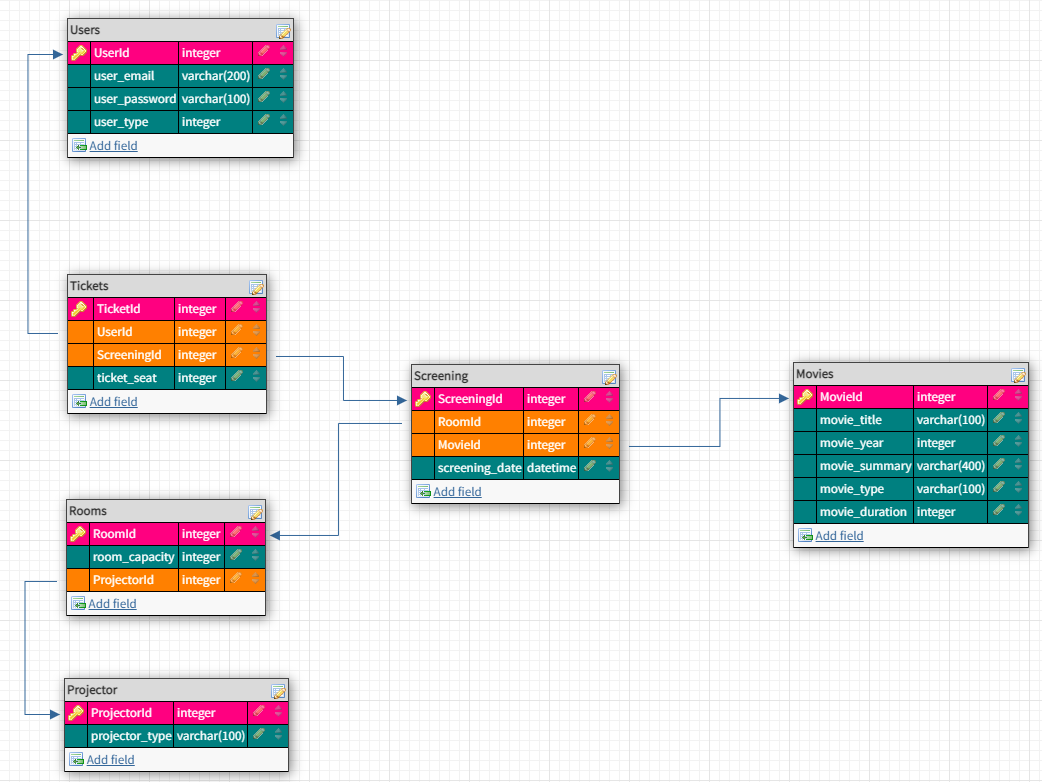 Users
UserId integer
user_email varchar(200)
user_password varchar(100)
user_type integer
Add field
Tickets
TicketId integer
UserId integer
ScreeningId integer
ticket_seat integer
Add field
Screening
ScreeningId integer
RoomId integer
MovieId integer
screening_date datetime
Add field
Movies
MovieId integer
movie_title varchar(100)
movie_year integer
movie_summary varchar(400)
movie_type varchar(100)
movie_duration integer
Add field
Rooms
RoomId integer
room_capacity integer
ProjectorId integer
Add field
Projector
ProjectorId integer
projector_type varchar(100)
Add field